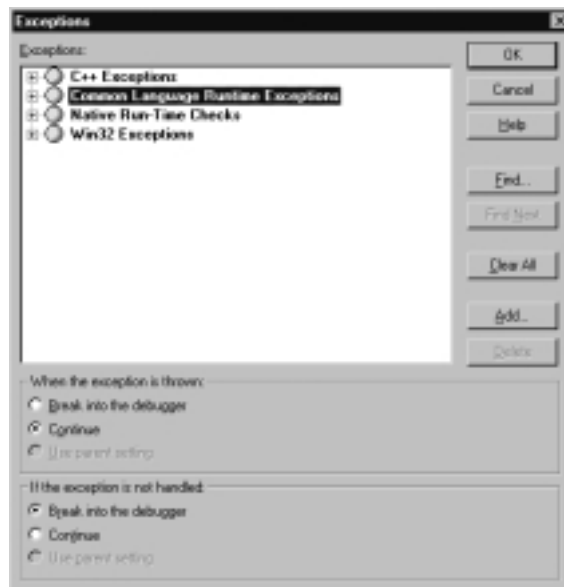 Exceptions
Exceptions:
C++ Exceptions
Common Language Runtime Exceptions
Native Run-Time Checks
Win32 Exceptions
OK
Cancel
Help
Find...
Find Next
Clear All
Add...
Delete
When the exception is thrown:
Break into the debugger
Continue
Use parent setting
If the exception is not handled:
Break into the debugger
Continue
Use parent setting